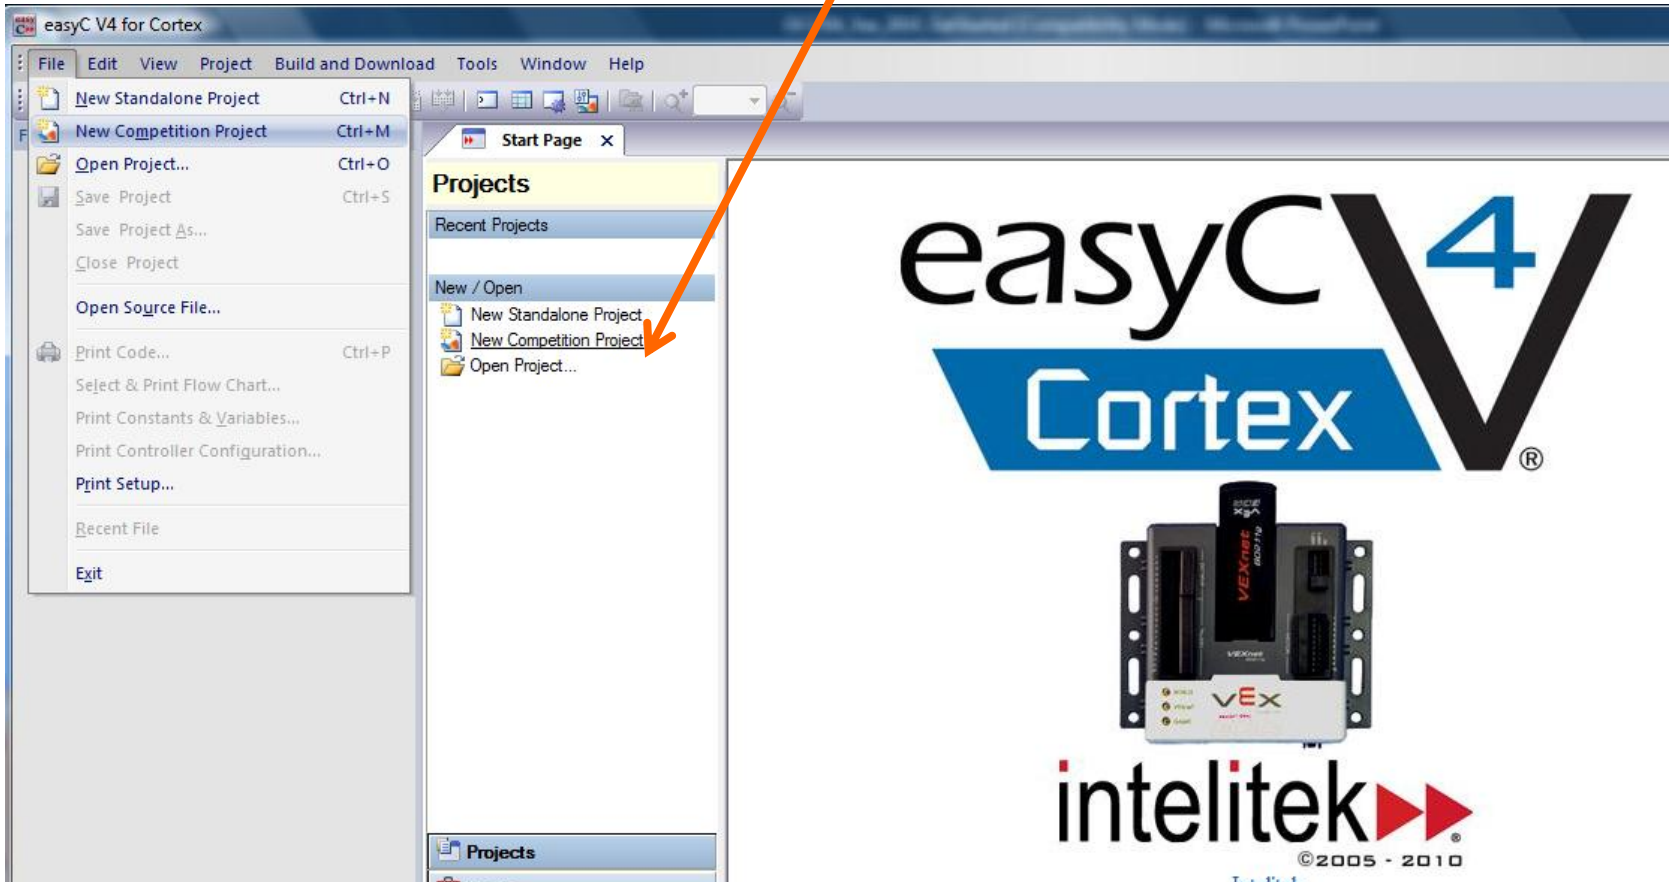 easyC V4 for Cortex
File Edit View Project Build and Download Tools Window Help
New Standalone Project Ctrl+N
New Competition Project Ctrl+M
Open Project... Ctrl+O
Save Project Ctrl+S
Save Project As...
Close Project
Open Source File...
Print Code... Ctrl+P
Select & Print Flow Chart...
Print Constants & Variables...
Print Controller Configuration...
Print Setup...
Recent File
Exit
Start Page X
Projects
Recent Projects
New / Open
New Standalone Project
New Competition Project
Open Project...
Projects
easyC V4
Cortex
®
VEXnet
802.11g
VEXnet
VEX
intelitek
®
©2005 - 2010